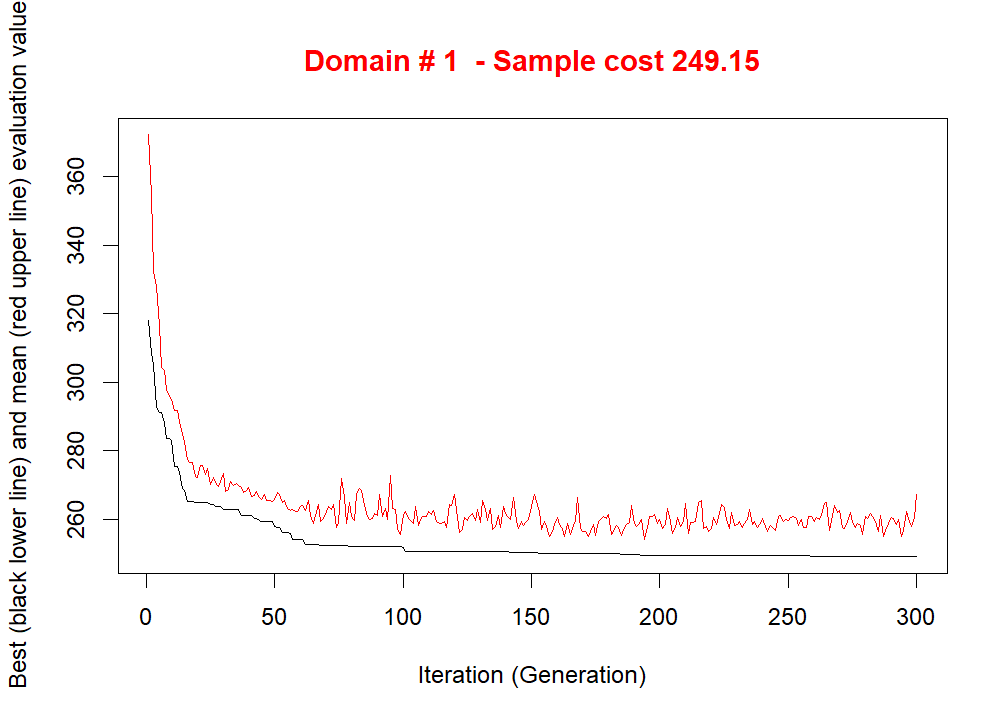 Domain # 1  - Sample cost 249.15
Best (black lower line) and mean (red upper line) evaluation value
360
340
320
300
280
260
0 50 100 150 200 250 300
Iteration (Generation)